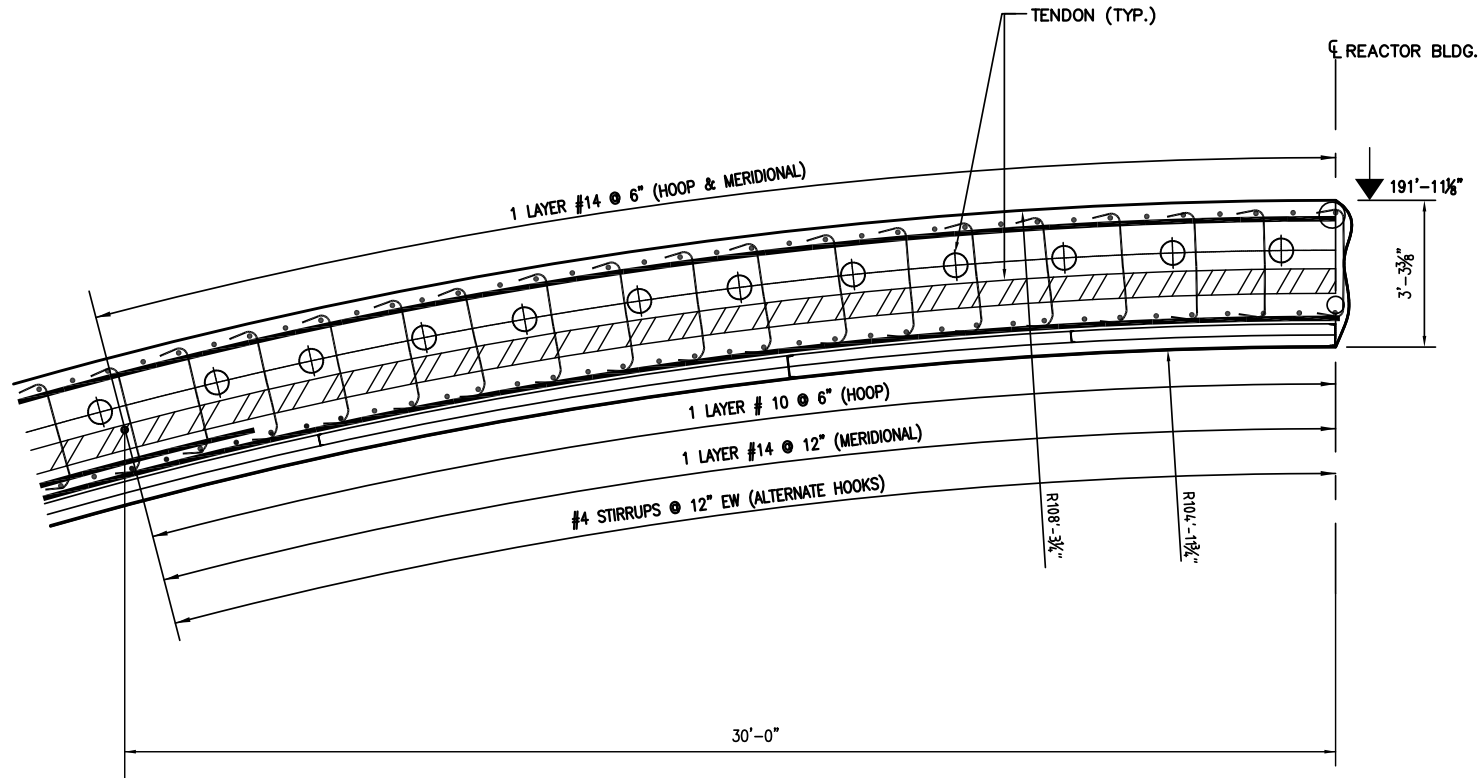 TENDON (TYP.)
℄ REACTOR BLDG.
1 LAYER #14 @ 6" (HOOP & MERIDIONAL)
191'-11⅛"
3'-3⅜"
1 LAYER # 10 @ 6" (HOOP)
1 LAYER #14 @ 12" (MERIDIONAL)
#4 STIRRUPS @ 12" EW (ALTERNATE HOOKS)
R108'-3¼"
R104'-11¾"
30'-0"